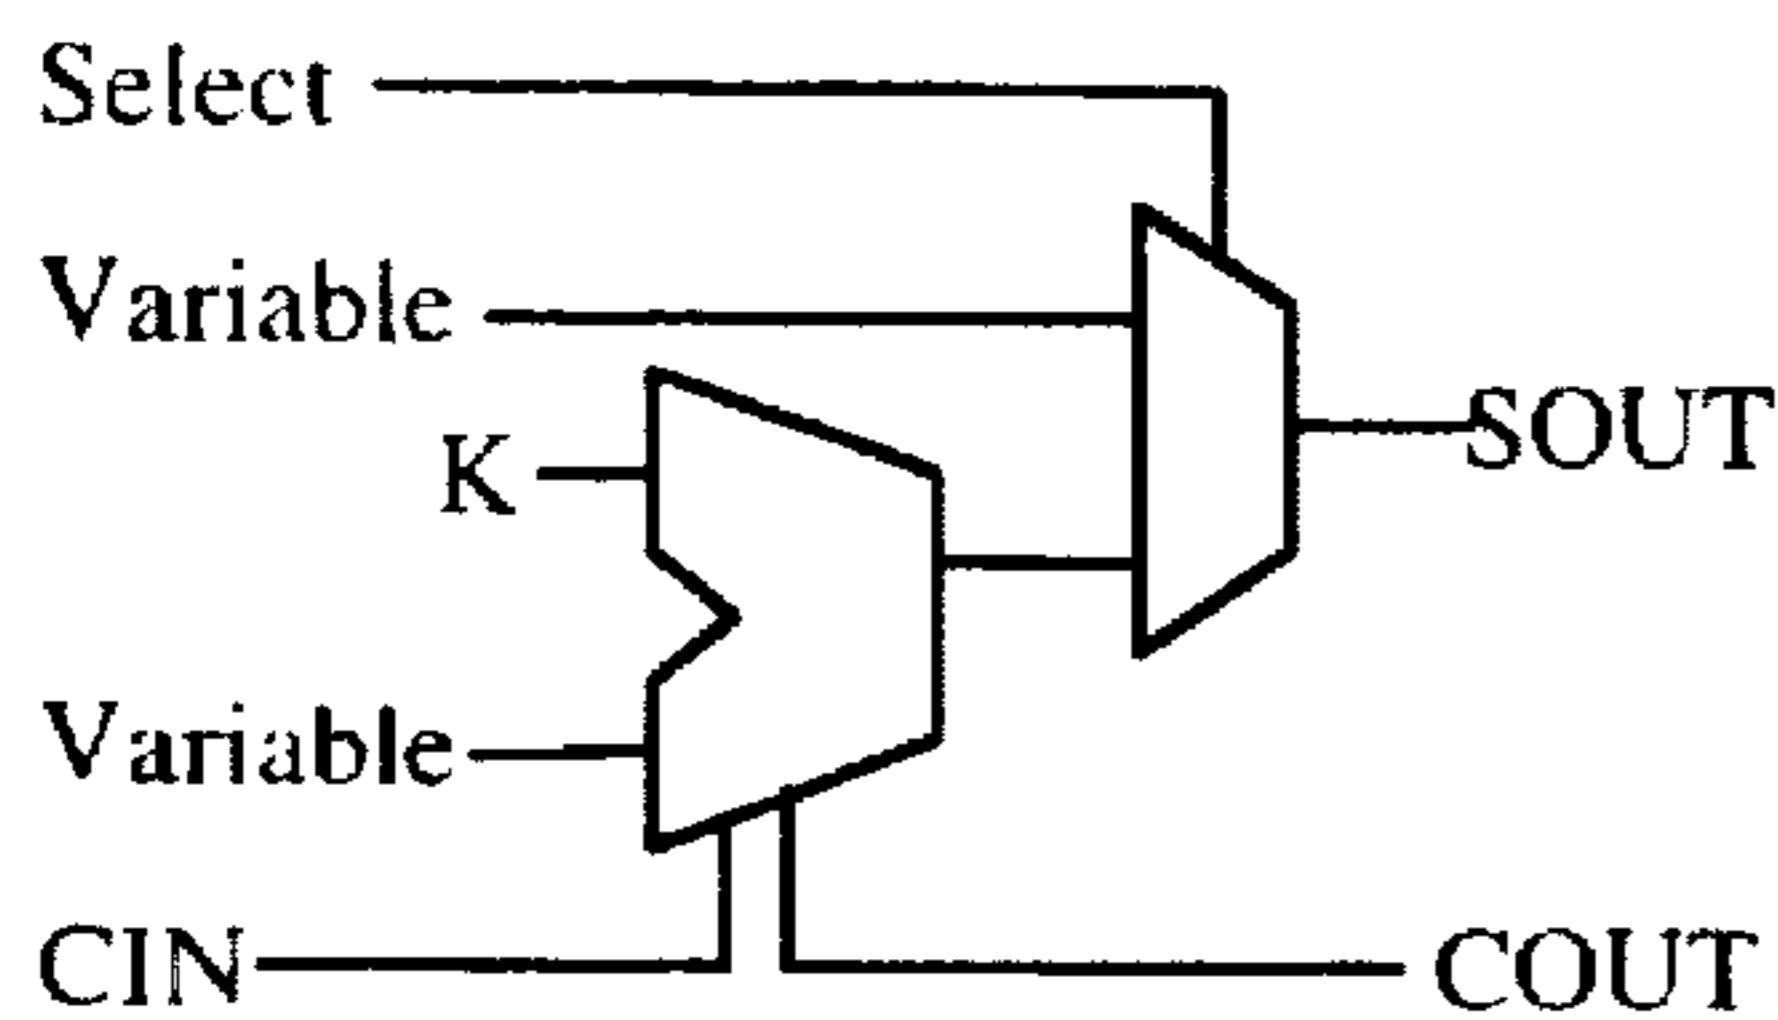 Select
Variable
SOUT
K
Variable
CIN
COUT